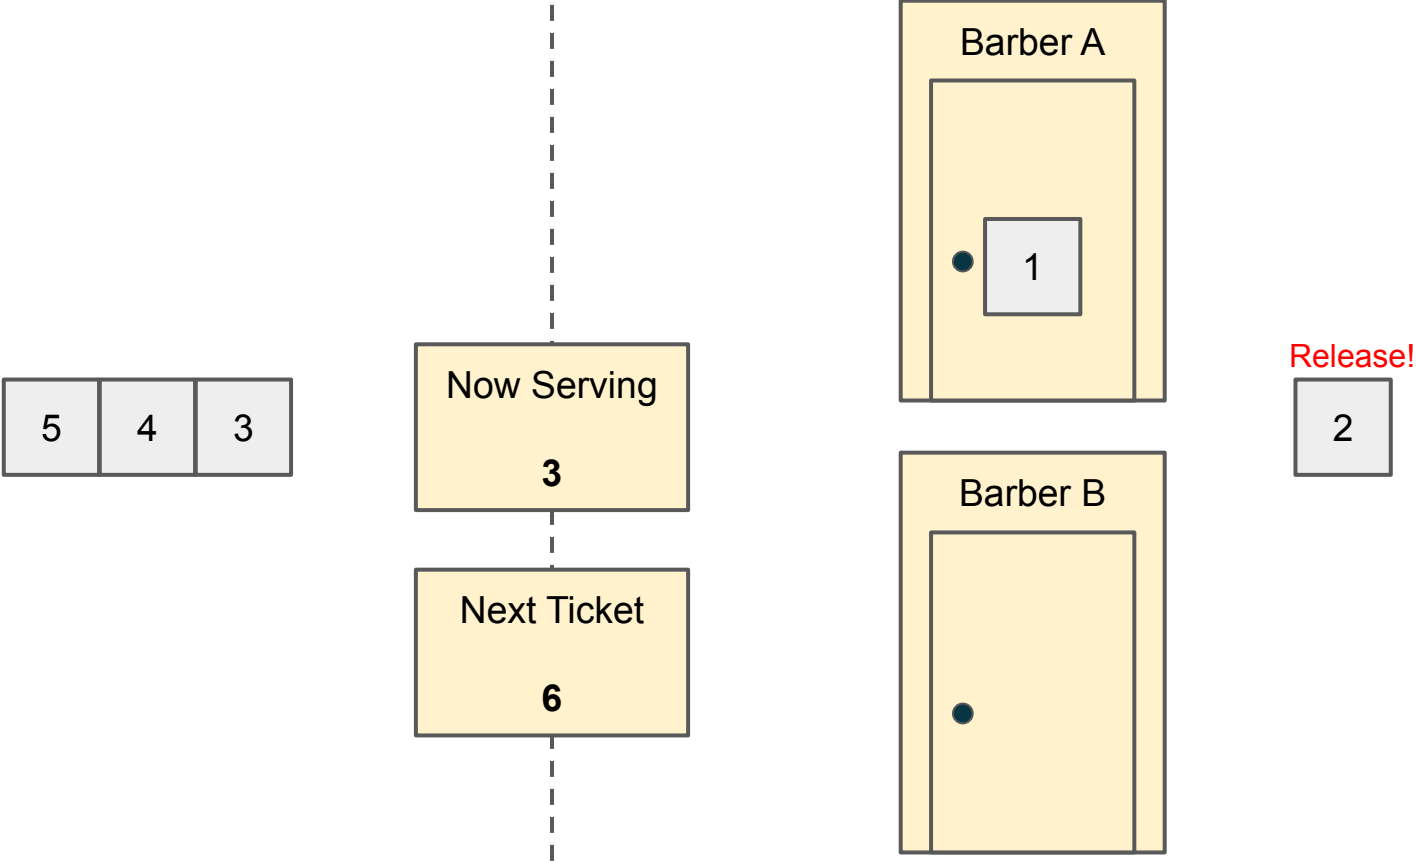 Barber A
1
Release!
2
5 4 3
Now Serving
3
Barber B
Next Ticket
6